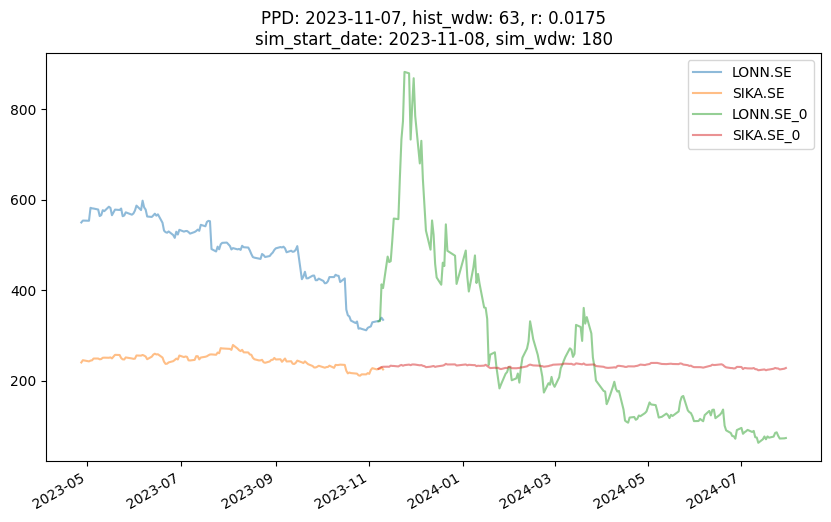 PPD: 2023-11-07, hist_wdw: 63, r: 0.0175
sim_start_date: 2023-11-08, sim_wdw: 180
LONN.SE
SIKA.SE
LONN.SE_0
SIKA.SE_0
800
600
400
200
2023-05
2023-07
2023-09
2023-11
2024-01
2024-03
2024-05
2024-07